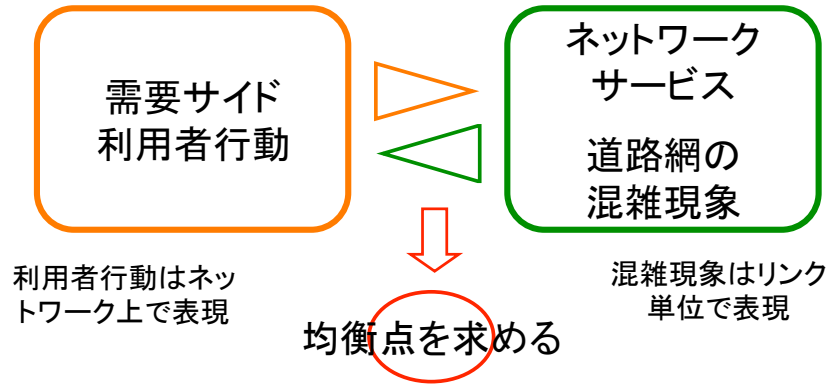 需要サイド
利用者行動
ネットワーク
サービス
道路網の
混雑現象
利用者行動はネッ
トワーク上で表現
混雑現象はリンク
単位で表現
均衡点を求める